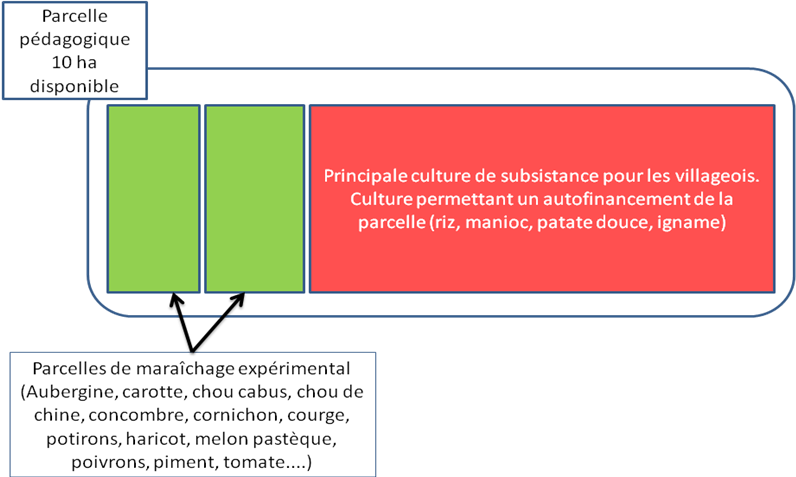 Parcelle
pédagogique
10 ha
disponible
Principale culture de subsistance pour les villageois.
Culture permettant un autofinancement de la
parcelle (riz, manioc, patate douce, igname)
Parcelles de maraîchage expérimental
(Aubergine, carotte, chou cabus, chou de
chine, concombre, cornichon, courge,
potirons, haricot, melon pastèque,
poivrons, piment, tomate....)